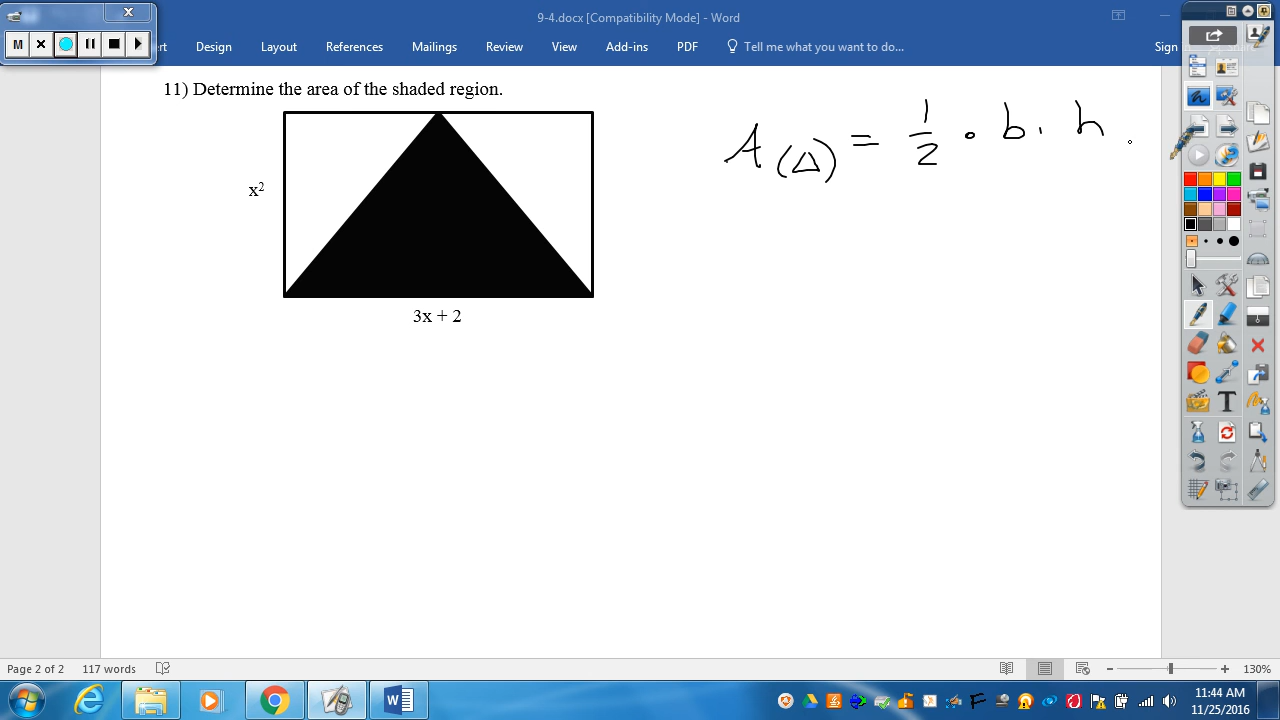 9-4.docx [Compatibility Mode] - Word
M
ert Design Layout References Mailings Review View Add-ins PDF Tell me what you want to do... Sign
11) Determine the area of the shaded region.
A(Δ) = 1/2 • b · h .
x²
3x + 2
T
Page 2 of 2 117 words 130%
W 11:44 AM
11/25/2016